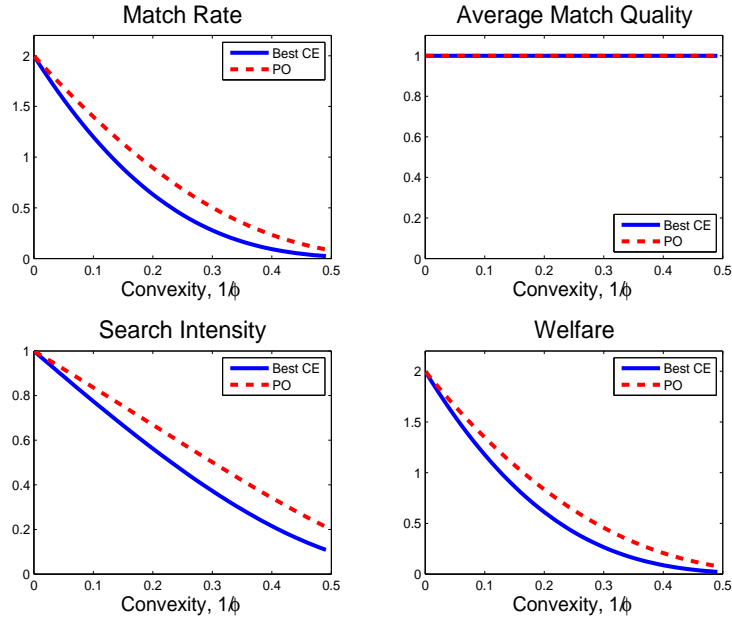 Match Rate
2
1.5
1
0.5
0
0
0.1
0.2
0.3
0.4
0.5
Convexity, 1/ϕ
Best CE
PO
Average Match Quality
1
0.8
0.6
0.4
0.2
0
0
0.1
0.2
0.3
0.4
0.5
Convexity, 1/ϕ
Best CE
PO
Search Intensity
1
0.8
0.6
0.4
0.2
0
0
0.1
0.2
0.3
0.4
0.5
Convexity, 1/ϕ
Best CE
PO
Welfare
2
1.5
1
0.5
0
0
0.1
0.2
0.3
0.4
0.5
Convexity, 1/ϕ
Best CE
PO